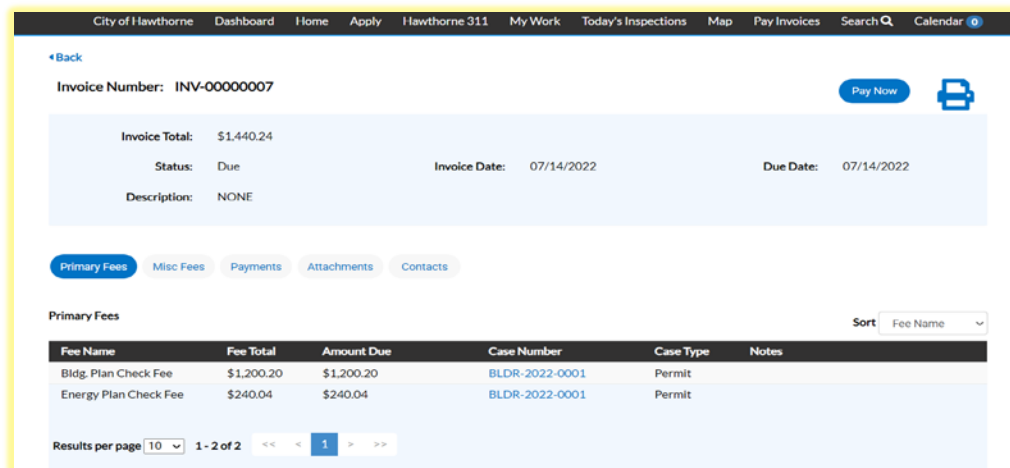 City of Hawthorne Dashboard Home Apply Hawthorne 311 My Work Today's Inspections Map Pay Invoices Search Calendar 0
Back
Invoice Number: INV-00000007 Pay Now
Invoice Total: $1,440.24
Status: Due Invoice Date: 07/14/2022 Due Date: 07/14/2022
Description: NONE
Primary Fees Misc Fees Payments Attachments Contacts
Primary Fees Sort Fee Name
Fee Name Fee Total Amount Due Case Number Case Type Notes
Bldg. Plan Check Fee $1,200.20 $1,200.20 BLDR-2022-0001 Permit
Energy Plan Check Fee $240.04 $240.04 BLDR-2022-0001 Permit
Results per page 10 1 - 2 of 2 << < 1 > >>